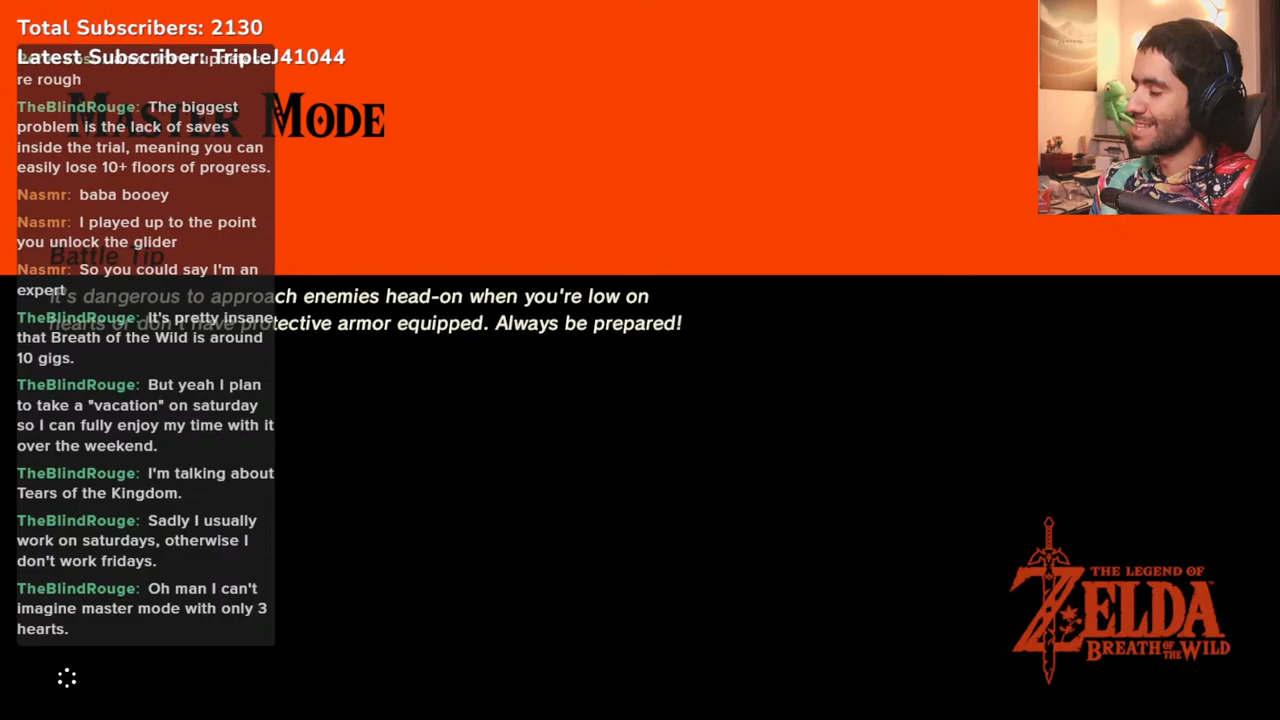 Total Subscribers: 2130
Latest Subscriber: TripleJ41044
re rough
TheBlindRouge: The biggest
problem is the lack of saves
inside the trial, meaning you can
easily lose 10+ floors of progress.
Nasmr: baba booey
Nasmr: I played up to the point
you unlock the glider
Nasmr: So you could say I'm an
expert
TheBlindRouge: It's pretty insane
that Breath of the Wild is around
10 gigs.
TheBlindRouge: But yeah I plan
to take a "vacation" on saturday
so I can fully enjoy my time with it
over the weekend.
TheBlindRouge: I'm talking about
Tears of the Kingdom.
TheBlindRouge: Sadly I usually
work on saturdays, otherwise I
don't work fridays.
TheBlindRouge: Oh man I can't
imagine master mode with only 3
hearts.
Master Mode
Battle Tip
It's dangerous to approach enemies head-on when you're low on
hearts or don't have protective armor equipped. Always be prepared!
THE LEGEND OF
ZELDA
BREATH OF THE WILD